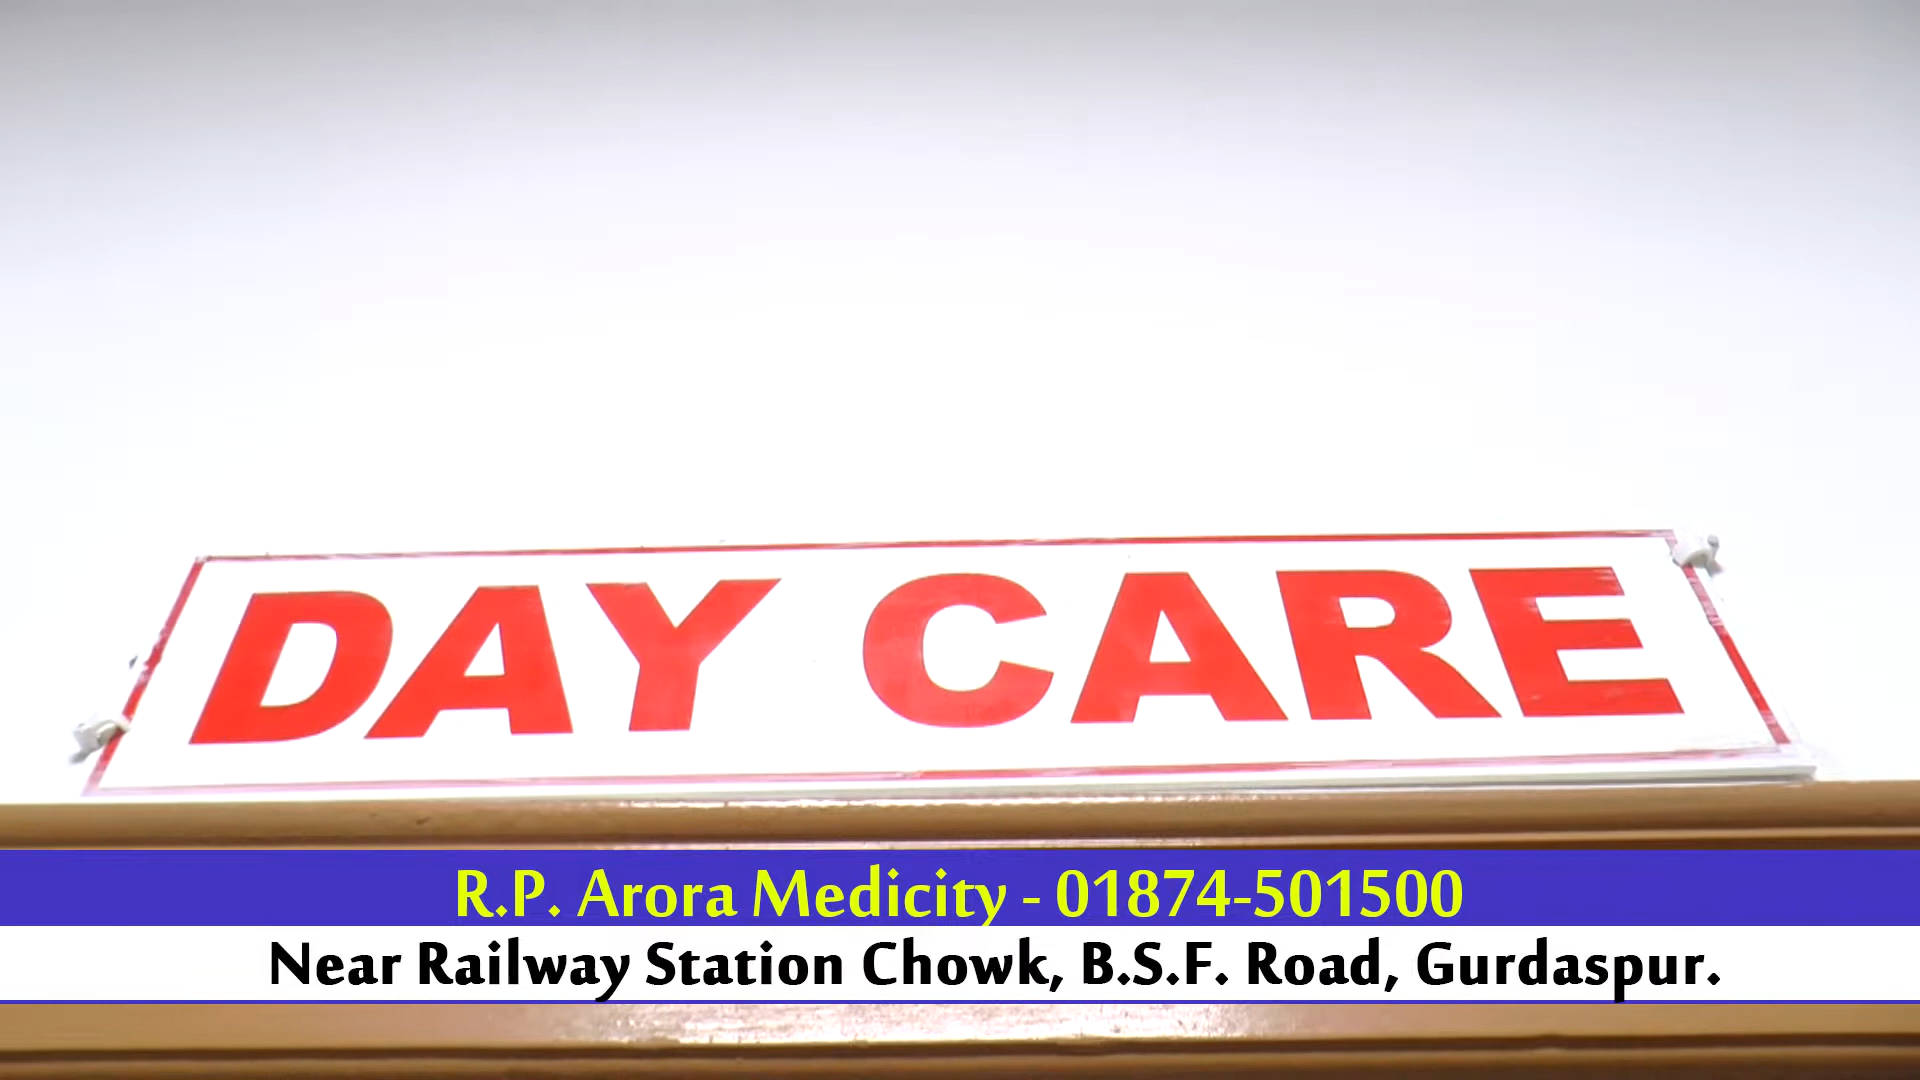 DAY CARE
R.P. Arora Medicity - 01874-501500
Near Railway Station Chowk, B.S.F. Road, Gurdaspur.